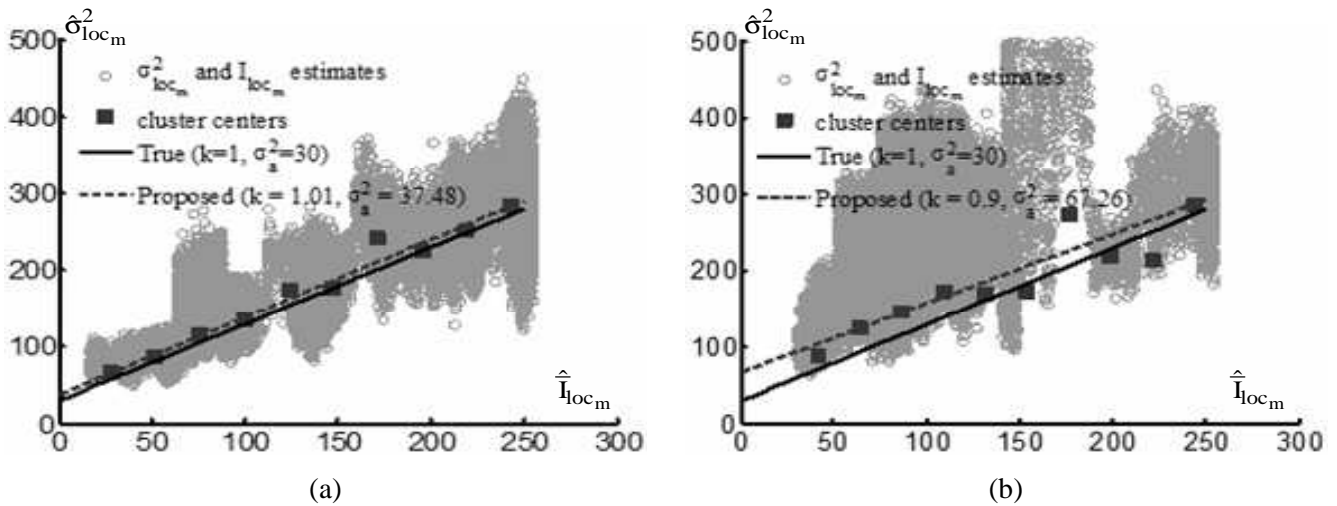 σ̂²locm
500
400
300
200
100
0
0 50 100 150 200 250 300
σ²locm and Ilocm estimates
cluster centers
True (k=1, σ²a=30)
Proposed (k = 1.01, σ²a = 37.48)
Î̄locm
(a)
σ̂²locm
500
400
300
200
100
0
0 50 100 150 200 250 300
σ²locm and Ilocm estimates
cluster centers
True (k=1, σ²a=30)
Proposed (k = 0.9, σ²a = 67.26)
Î̄locm
(b)